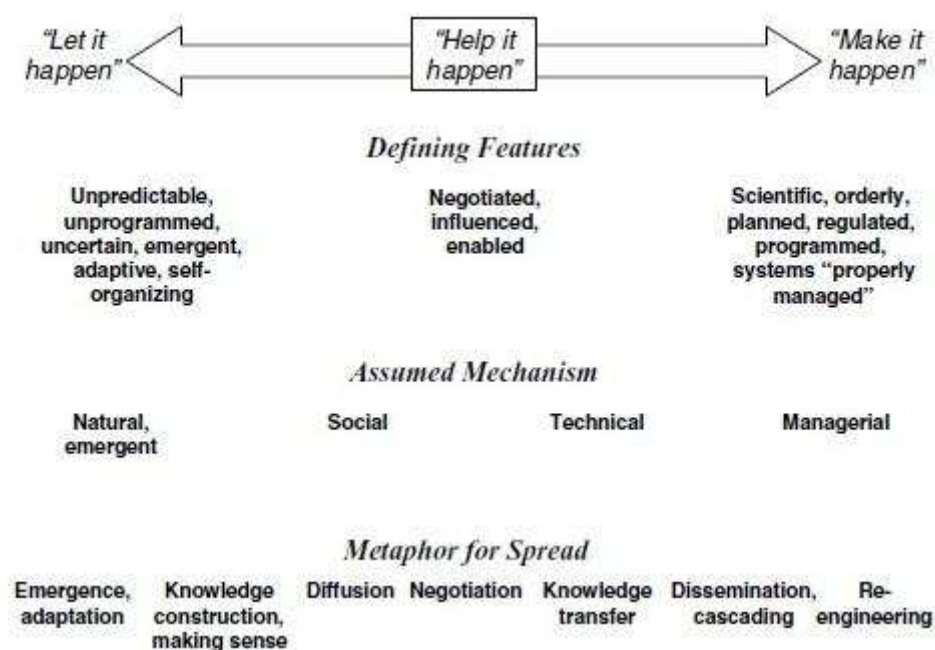 “Let it
happen”
“Help it
happen”
“Make it
happen”
Defining Features
Unpredictable,
unprogrammed,
uncertain, emergent,
adaptive, self-
organizing
Negotiated,
influenced,
enabled
Scientific, orderly,
planned, regulated,
programmed,
systems “properly
managed”
Assumed Mechanism
Natural,
emergent
Social
Technical
Managerial
Metaphor for Spread
Emergence,
adaptation
Knowledge
construction,
making sense
Diffusion
Negotiation
Knowledge
transfer
Dissemination,
cascading
Re-
engineering